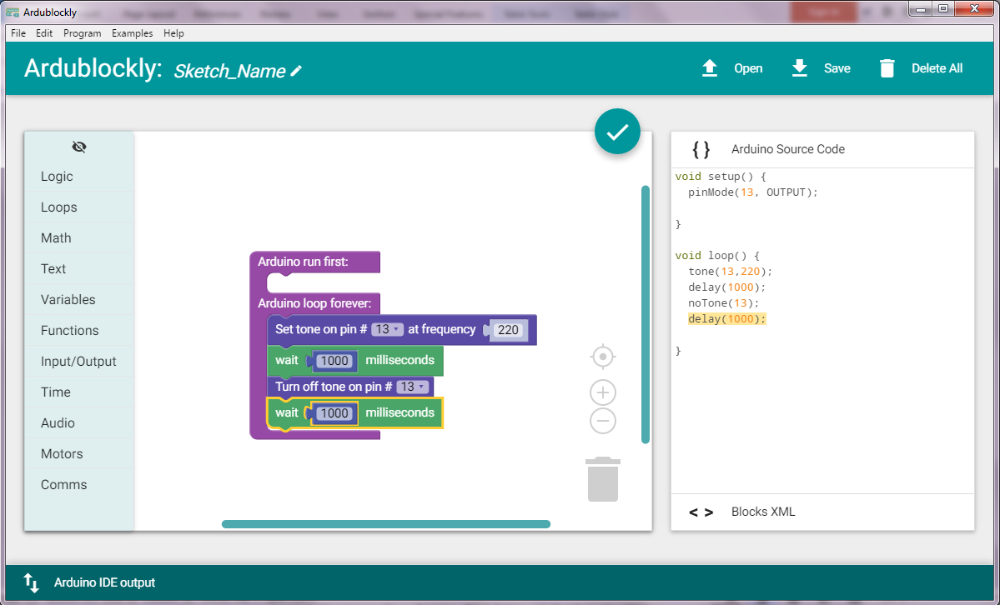 Ardublockly
File Edit Program Examples Help
Ardublockly: Sketch_Name
Open Save Delete All
Logic
Loops
Math
Text
Variables
Functions
Input/Output
Time
Audio
Motors
Comms
Arduino run first:
Arduino loop forever:
Set tone on pin # 13 at frequency 220
wait 1000 milliseconds
Turn off tone on pin # 13
wait 1000 milliseconds
{ } Arduino Source Code
void setup() {
pinMode(13, OUTPUT);
}
void loop() {
tone(13,220);
delay(1000);
noTone(13);
delay(1000);
}
< > Blocks XML
Arduino IDE output